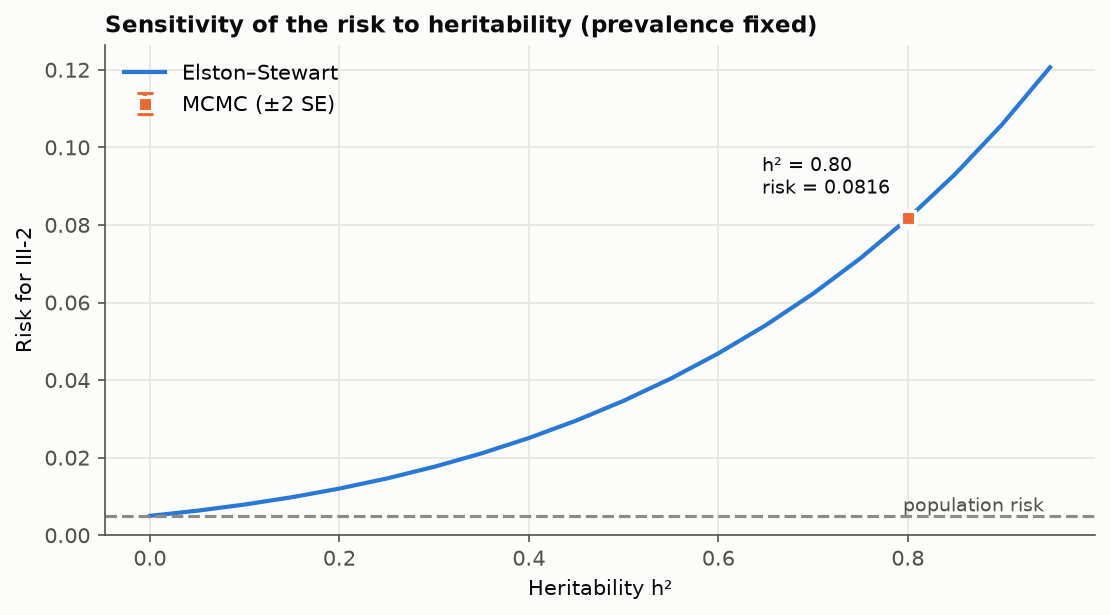 Sensitivity of the risk to heritability (prevalence fixed)
Elston–Stewart
MCMC (±2 SE)
h² = 0.80
risk = 0.0816
population risk
Risk for III-2
0.12
0.10
0.08
0.06
0.04
0.02
0.00
0.0 0.2 0.4 0.6 0.8
Heritability h²